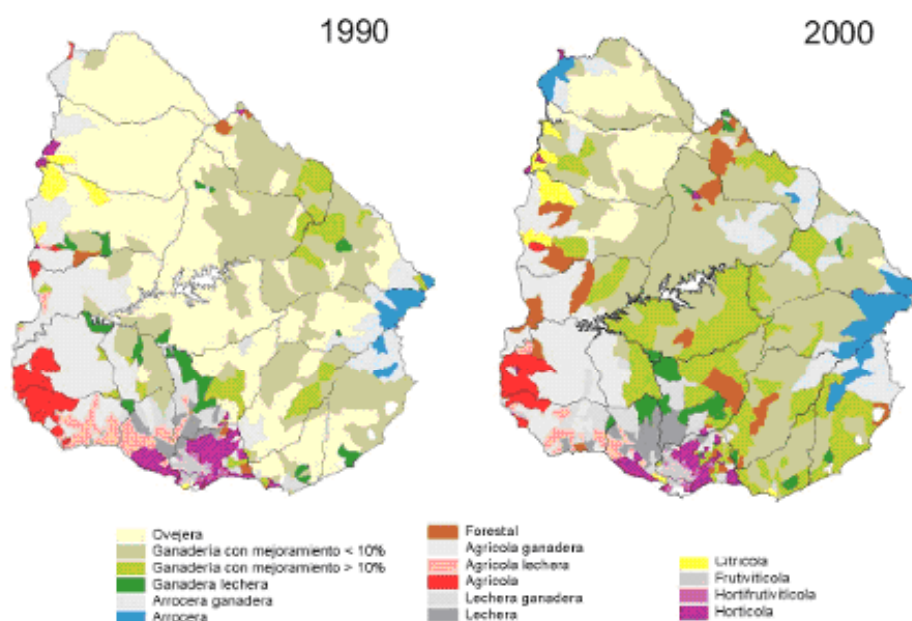 1990
2000
Ovejera
Ganadería con mejoramiento < 10%
Ganadería con mejoramiento > 10%
Ganadera lechera
Arrocera ganadera
Arrocera
Forestal
Agrícola ganadera
Agrícola lechera
Agrícola
Lechera ganadera
Lechera
Citrícola
Frutivitícola
Hortifrutivitícola
Hortícola